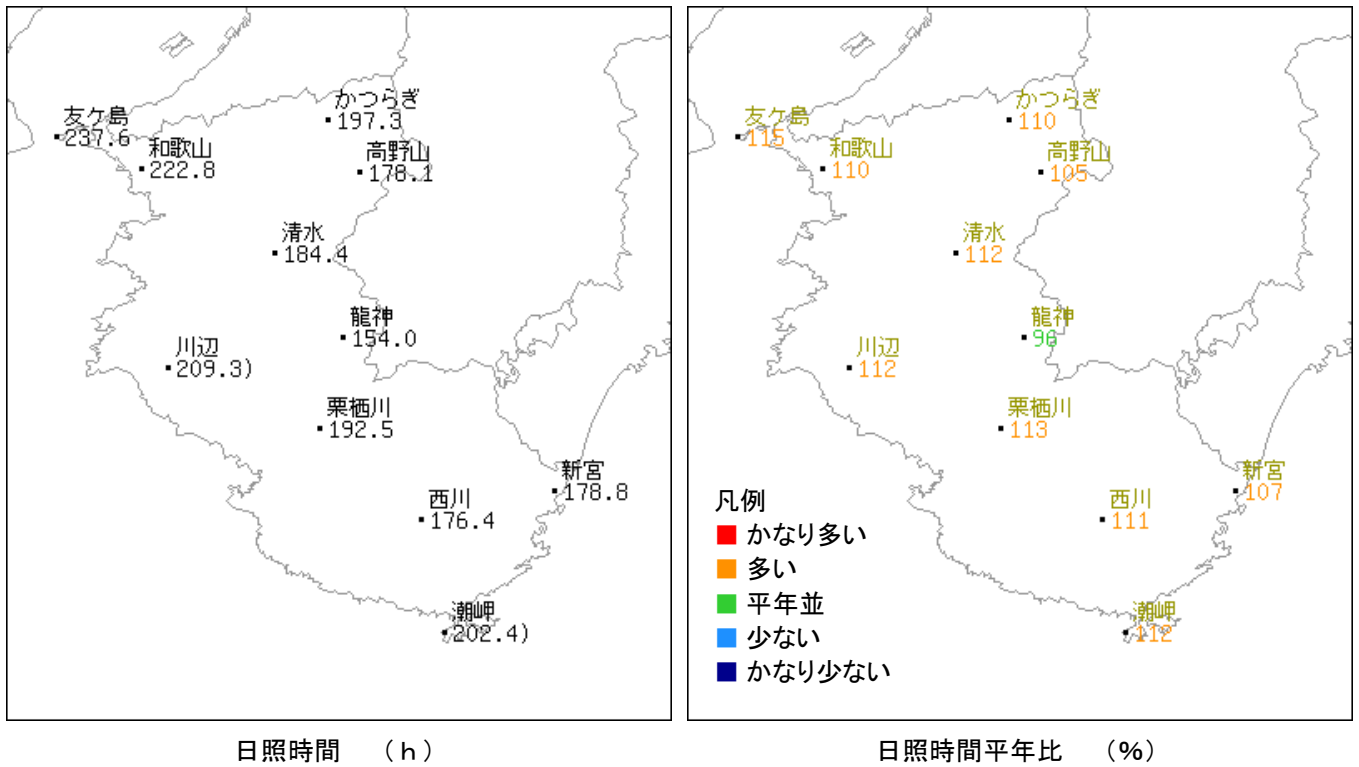 かつらぎ
197.3
友ケ島
237.6
和歌山
222.8
高野山
178.1
清水
184.4
龍神
154.0
川辺
209.3)
栗栖川
192.5
新宮
178.8
西川
176.4
潮岬
202.4)
日照時間 （ｈ）
かつらぎ
110
友ケ島
115
和歌山
110
高野山
105
清水
112
龍神
96
川辺
112
栗栖川
113
新宮
107
西川
111
潮岬
112
凡例
かなり多い
多い
平年並
少ない
かなり少ない
日照時間平年比 （%）